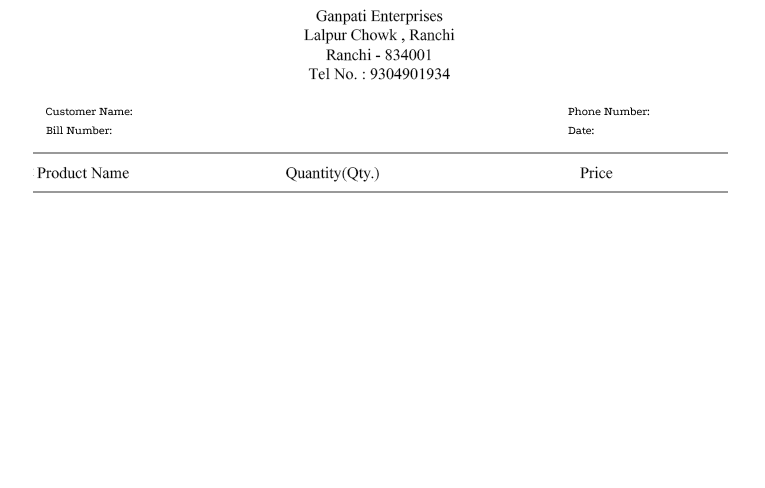 Ganpati Enterprises
Lalpur Chowk , Ranchi
Ranchi - 834001
Tel No. : 9304901934
Customer Name: Phone Number:
Bill Number: Date:
Product Name Quantity(Qty.) Price